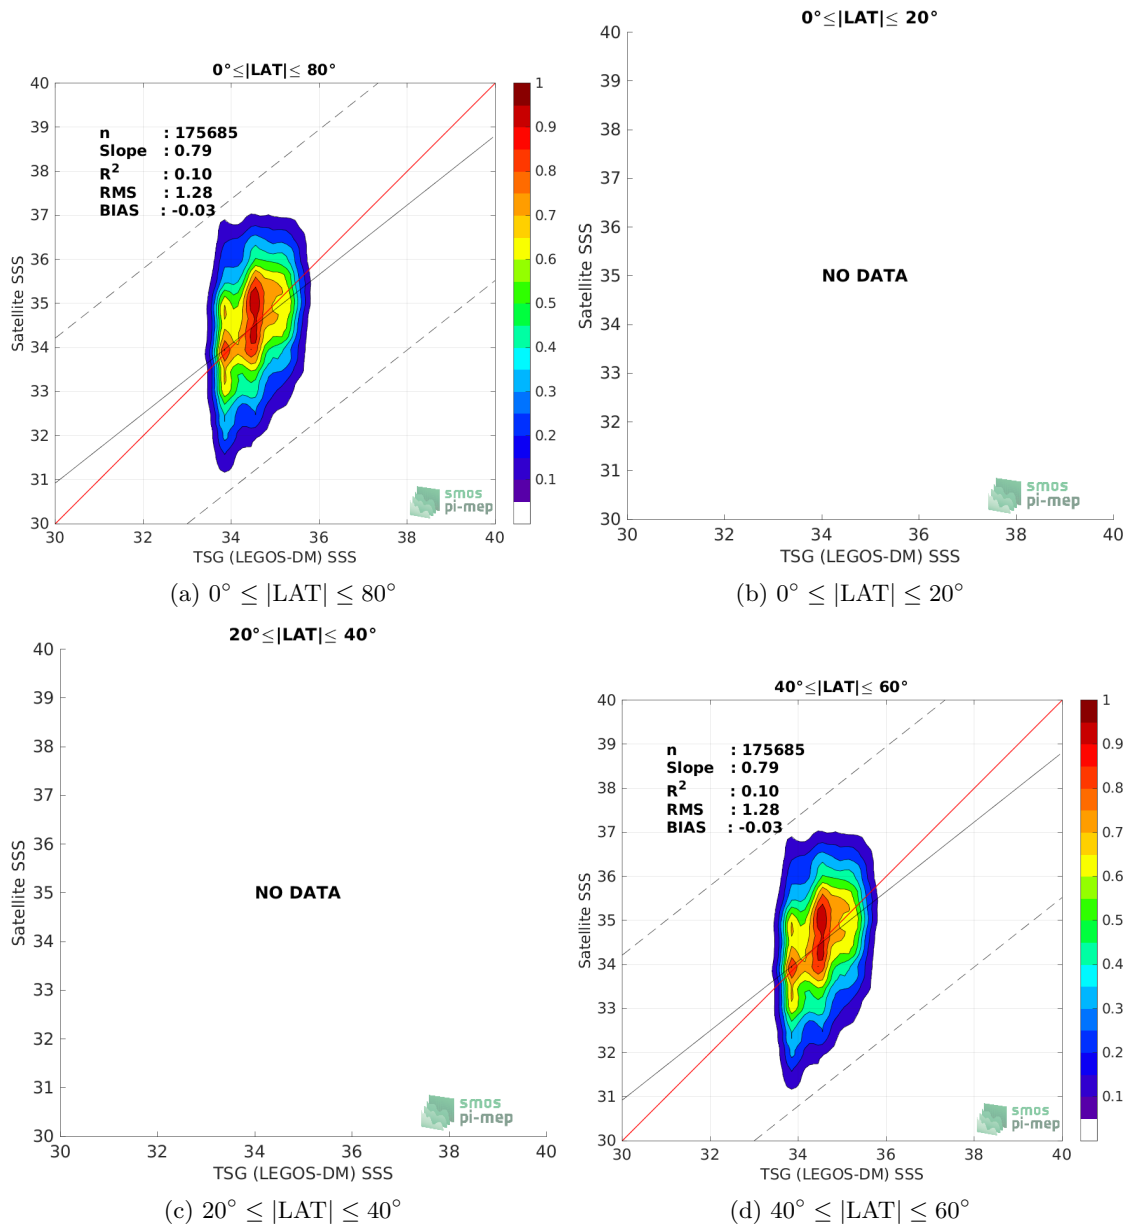 0°≤|LAT|≤ 80°
40
39
38
37
36
35
34
33
32
31
30
Satellite SSS
n : 175685
Slope : 0.79
R² : 0.10
RMS : 1.28
BIAS : -0.03
smos
pi-mep
30 32 34 36 38 40
TSG (LEGOS-DM) SSS
1
0.9
0.8
0.7
0.6
0.5
0.4
0.3
0.2
0.1
(a) 0° ≤ |LAT| ≤ 80°
0°≤|LAT|≤ 20°
40
39
38
37
36
35
34
33
32
31
30
Satellite SSS
NO DATA
smos
pi-mep
30 32 34 36 38 40
TSG (LEGOS-DM) SSS
(b) 0° ≤ |LAT| ≤ 20°
20°≤|LAT|≤ 40°
40
39
38
37
36
35
34
33
32
31
30
Satellite SSS
NO DATA
smos
pi-mep
30 32 34 36 38 40
TSG (LEGOS-DM) SSS
(c) 20° ≤ |LAT| ≤ 40°
40°≤|LAT|≤ 60°
40
39
38
37
36
35
34
33
32
31
30
Satellite SSS
n : 175685
Slope : 0.79
R² : 0.10
RMS : 1.28
BIAS : -0.03
smos
pi-mep
30 32 34 36 38 40
TSG (LEGOS-DM) SSS
1
0.9
0.8
0.7
0.6
0.5
0.4
0.3
0.2
0.1
(d) 40° ≤ |LAT| ≤ 60°